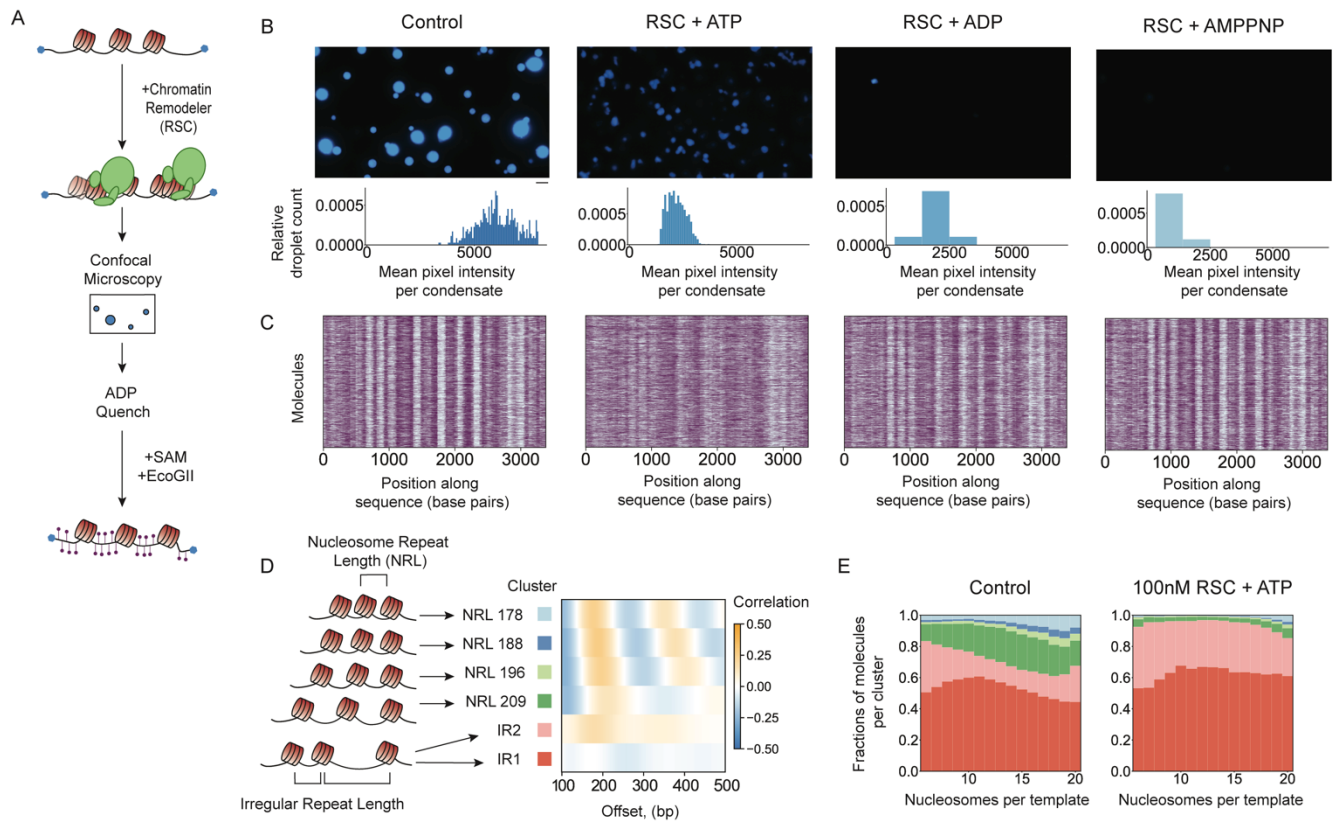 A
+Chromatin
Remodeler
(RSC)
Confocal
Microscopy
ADP
Quench
+SAM
+EcoGII
B
Control
RSC + ATP
RSC + ADP
RSC + AMPPNP
Relative
droplet count
0.0005
0.0000
0
5000
Mean pixel intensity
per condensate
0.0005
0.0000
0
5000
Mean pixel intensity
per condensate
0.0005
0.0000
0
2500
5000
Mean pixel intensity
per condensate
0.0005
0.0000
0
2500
5000
Mean pixel intensity
per condensate
C
Molecules
0
1000
2000
3000
Position along
sequence (base pairs)
0
1000
2000
3000
Position along
sequence (base pairs)
0
1000
2000
3000
Position along
sequence (base pairs)
0
1000
2000
3000
Position along
sequence (base pairs)
D
Nucleosome Repeat
Length (NRL)
Cluster
NRL 178
NRL 188
NRL 196
NRL 209
IR2
IR1
Irregular Repeat Length
100
200
300
400
500
Offset, (bp)
Correlation
0.50
0.25
0.00
−0.25
−0.50
E
Control
100nM RSC + ATP
Fractions of molecules
per cluster
1.0
0.8
0.6
0.4
0.2
0.0
10
15
20
Nucleosomes per template
1.0
0.8
0.6
0.4
0.2
0.0
10
15
20
Nucleosomes per template